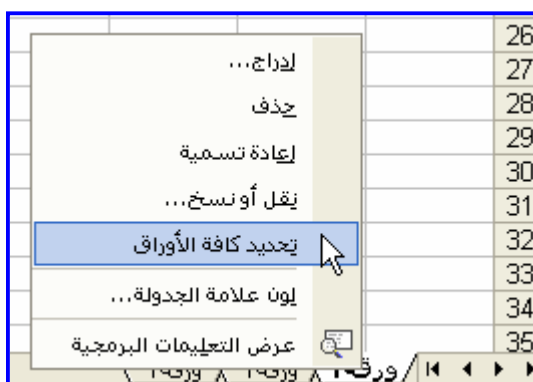 26
إدراج...
27
حذف
28
29
إعادة تسمية
30
نقل أو نسخ...
31
تحديد كافة الأوراق
32
33
لون علامة الجدولة...
34
عرض التعليمات البرمجية
35